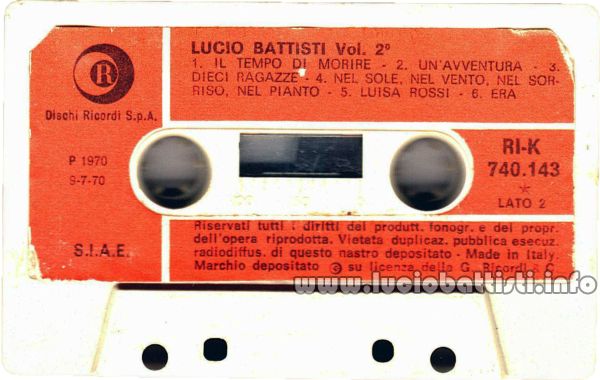 LUCIO BATTISTI Vol. 2º
1. IL TEMPO DI MORIRE - 2. UN'AVVENTURA - 3.
DIECI RAGAZZE - 4. NEL SOLE, NEL VENTO, NEL SOR-
RISO, NEL PIANTO - 5. LUISA ROSSI - 6. ERA
R
Dischi Ricordi S.p.A.
P 1970
9-7-70
S.I.A.E.
RI-K
740.143
*
LATO 2
100
50
0
Riservati tutti i diritti del produtt. fonogr. e del propr.
dell'opera riprodotta. Vietata duplicaz. pubblica esecuz.
radiodiffus. di questo nastro depositato - Made in Italy.
Marchio depositato © su licenza della G. Ricordi & C.
www.luciobattisti.info